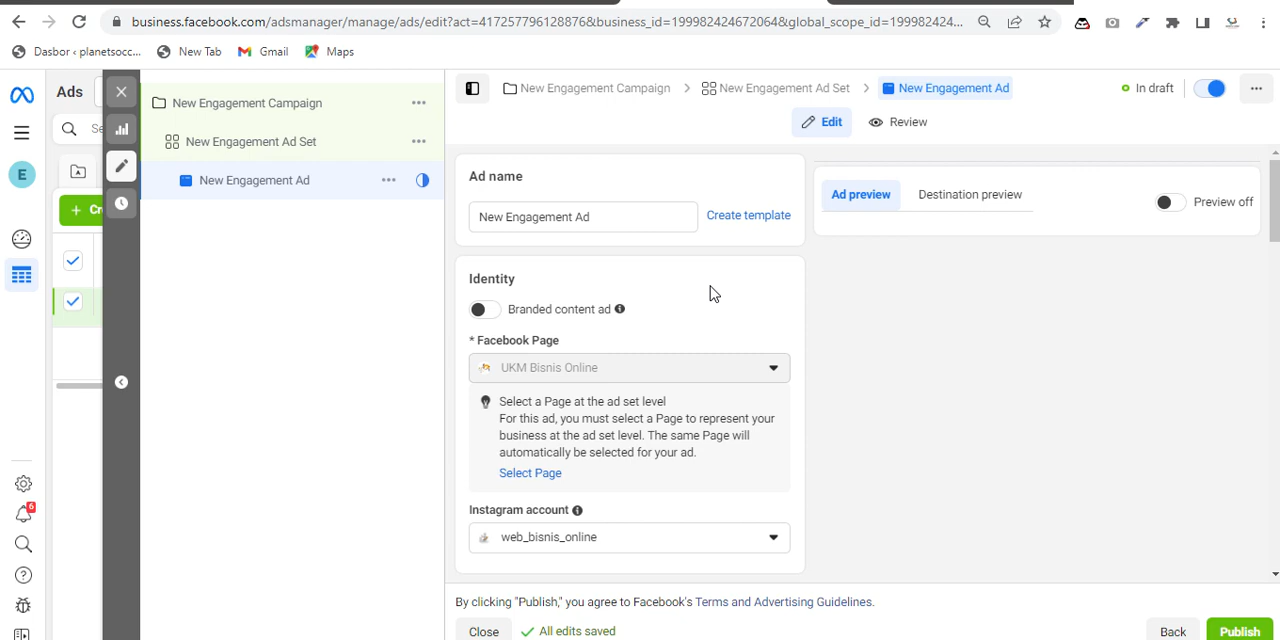 business.facebook.com/adsmanager/manage/ads/edit?act=417257796128876&business_id=199982424672064&global_scope_id=199982424...
Dasbor ‹ planetsocc...
New Tab
Gmail
Maps
Ads
New Engagement Campaign
New Engagement Campaign
New Engagement Ad Set
New Engagement Ad
In draft
Edit
Review
New Engagement Ad Set
New Engagement Ad
E
6
Ad name
New Engagement Ad
Create template
Ad preview
Destination preview
Preview off
Identity
Branded content ad
* Facebook Page
UKM Bisnis Online
Select a Page at the ad set level
For this ad, you must select a Page to represent your
business at the ad set level. The same Page will
automatically be selected for your ad.
Select Page
Instagram account
web_bisnis_online
By clicking "Publish," you agree to Facebook's Terms and Advertising Guidelines.
Close
All edits saved
Back
Publish